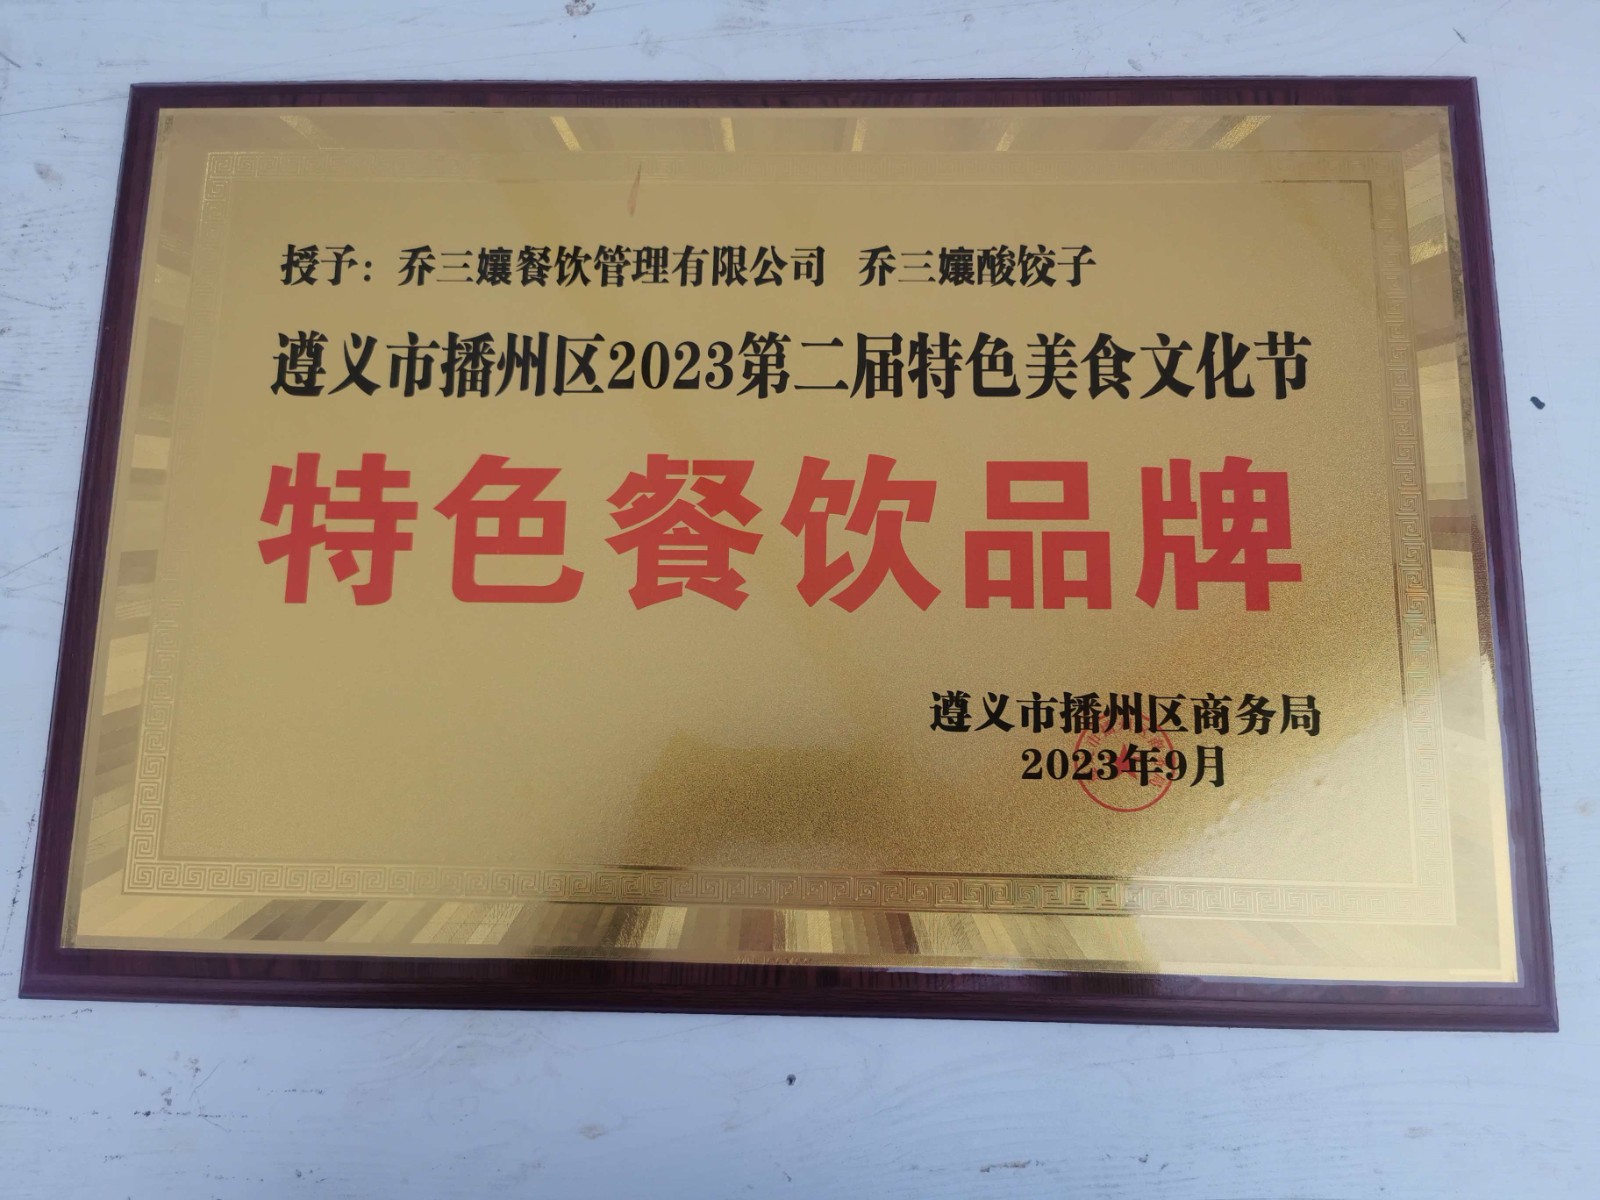 授予：乔三孃餐饮管理有限公司 乔三孃酸饺子
遵义市播州区2023第二届特色美食文化节
特色餐饮品牌
遵义市播州区商务局
2023年9月